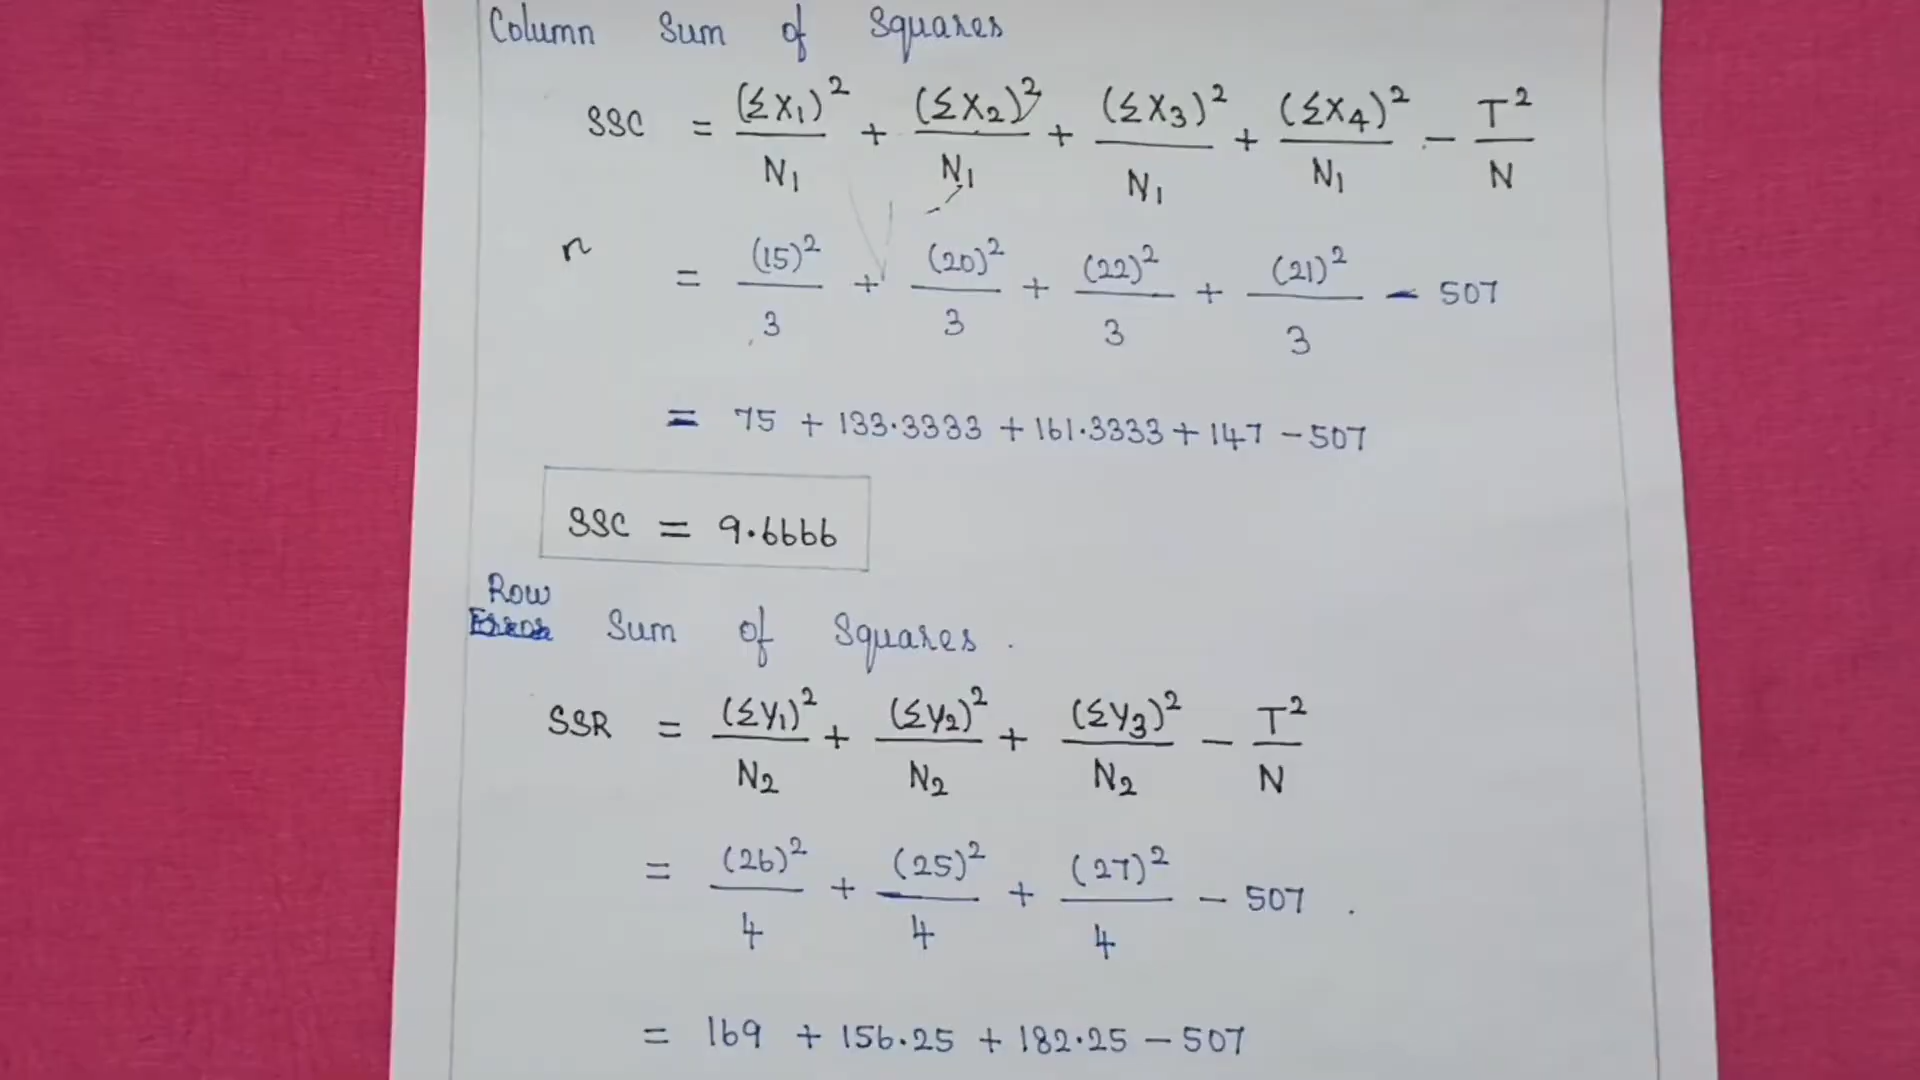 Column Sum of Squares
SSC = (ΣX₁)²/N₁ + (ΣX₂)²/N₁ + (ΣX₃)²/N₁ + (ΣX₄)²/N₁ − T²/N
n
= (15)²/3 + (20)²/3 + (22)²/3 + (21)²/3 − 507
= 75 + 133.3333 + 161.3333 + 147 − 507
SSC = 9.6666
Row
Sum of Squares.
SSR = (ΣY₁)²/N₂ + (ΣY₂)²/N₂ + (ΣY₃)²/N₂ − T²/N
= (26)²/4 + (25)²/4 + (27)²/4 − 507.
= 169 + 156.25 + 182.25 − 507